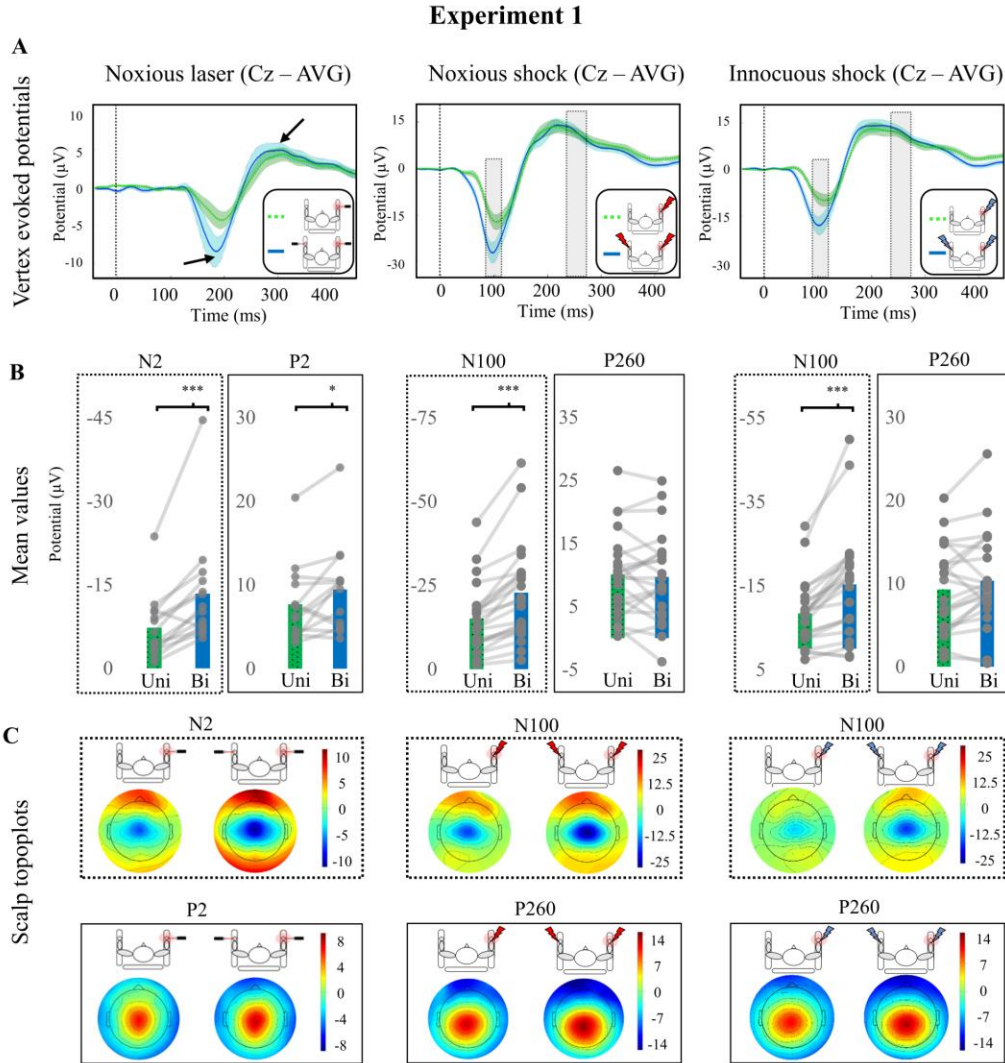 Experiment 1
A
Vertex evoked potentials
Noxious laser (Cz – AVG)
Noxious shock (Cz – AVG)
Innocuous shock (Cz – AVG)
Potential (µV)
10
5
0
-5
-10
0 100 200 300 400
Time (ms)
Potential (µV)
15
0
-15
-30
0 100 200 300 400
Time (ms)
Potential (µV)
15
0
-15
-30
0 100 200 300 400
Time (ms)
B
Mean values
Potential (µV)
N2
***
-45
-30
-15
0
Uni Bi
P2
*
30
20
10
0
Uni Bi
N100
***
-75
-50
-25
0
Uni Bi
P260
35
25
15
5
-5
Uni Bi
N100
***
-55
-35
-15
5
Uni Bi
P260
30
20
10
0
Uni Bi
C
Scalp topoplots
N2
10
5
0
-5
-10
N100
25
12.5
0
-12.5
-25
N100
25
12.5
0
-12.5
-25
P2
8
4
0
-4
-8
P260
14
7
0
-7
-14
P260
14
7
0
-7
-14